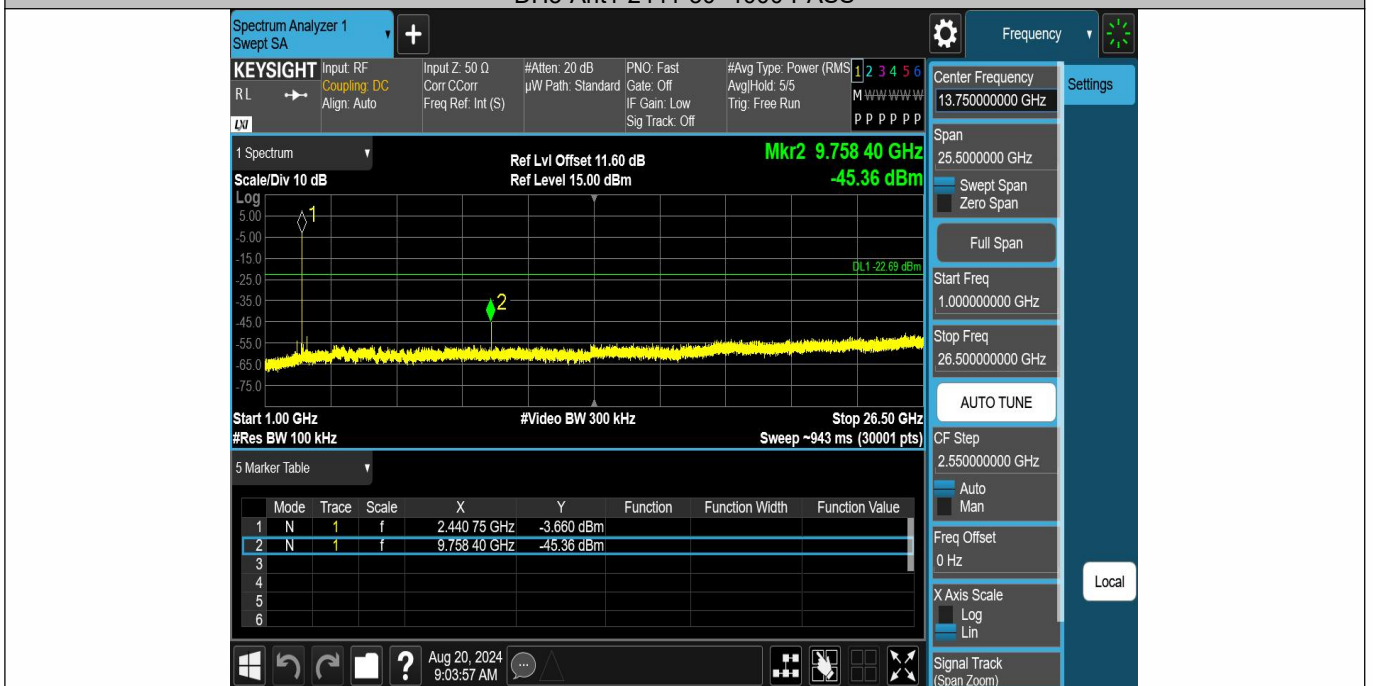 Spectrum Analyzer 1
Swept SA
Frequency
KEYSIGHT Input: RF Input Z: 50 Ω #Atten: 20 dB PNO: Fast #Avg Type: Power (RMS 1 2 3 4 5 6
RL Coupling: DC Corr CCorr µW Path: Standard Gate: Off Avg|Hold: 5/5 M W W W W W
Align: Auto Freq Ref: Int (S) IF Gain: Low Trig: Free Run
LXI Sig Track: Off P P P P P P
1 Spectrum
Ref Lvl Offset 11.60 dB Mkr2 9.758 40 GHz
Scale/Div 10 dB Ref Level 15.00 dBm -45.36 dBm
Log
5.00
-5.00
-15.0
-25.0
-35.0
-45.0
-55.0
-65.0
-75.0
1
2
DL1 -22.69 dBm
Start 1.00 GHz #Video BW 300 kHz Stop 26.50 GHz
#Res BW 100 kHz Sweep ~943 ms (30001 pts)
5 Marker Table
Mode Trace Scale X Y Function Function Width Function Value
1 N 1 f 2.440 75 GHz -3.660 dBm
2 N 1 f 9.758 40 GHz -45.36 dBm
3
4
5
6
Aug 20, 2024
9:03:57 AM
Center Frequency
13.750000000 GHz
Settings
Span
25.5000000 GHz
Swept Span
Zero Span
Full Span
Start Freq
1.000000000 GHz
Stop Freq
26.500000000 GHz
AUTO TUNE
CF Step
2.550000000 GHz
Auto
Man
Freq Offset
0 Hz
Local
X Axis Scale
Log
Lin
Signal Track
(Span Zoom)